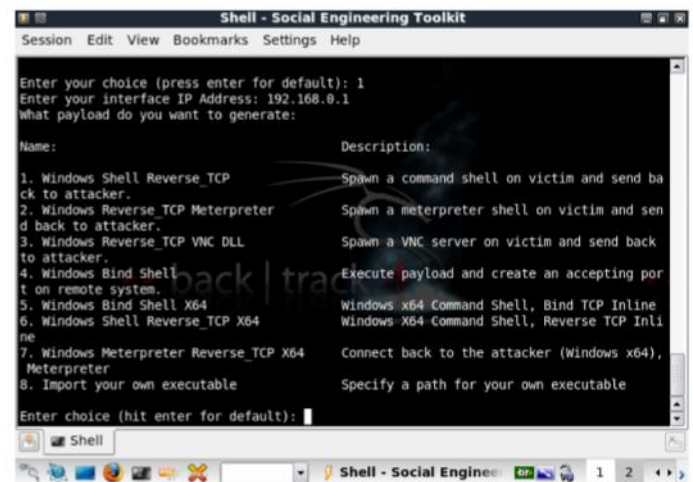 Shell - Social Engineering Toolkit
Session Edit View Bookmarks Settings Help
Enter your choice (press enter for default): 1
Enter your interface IP Address: 192.168.0.1
What payload do you want to generate:
Name: Description:
1. Windows Shell Reverse_TCP Spawn a command shell on victim and send ba
ck to attacker.
2. Windows Reverse_TCP Meterpreter Spawn a meterpreter shell on victim and sen
d back to attacker.
3. Windows Reverse_TCP VNC DLL Spawn a VNC server on victim and send back
to attacker.
4. Windows Bind Shell Execute payload and create an accepting por
t on remote system.
5. Windows Bind Shell X64 Windows x64 Command Shell, Bind TCP Inline
6. Windows Shell Reverse_TCP X64 Windows X64 Command Shell, Reverse TCP Inli
ne
7. Windows Meterpreter Reverse_TCP X64 Connect back to the attacker (Windows x64),
Meterpreter
8. Import your own executable Specify a path for your own executable
Enter choice (hit enter for default):
back | track
Shell
Shell - Social Enginee
1 2